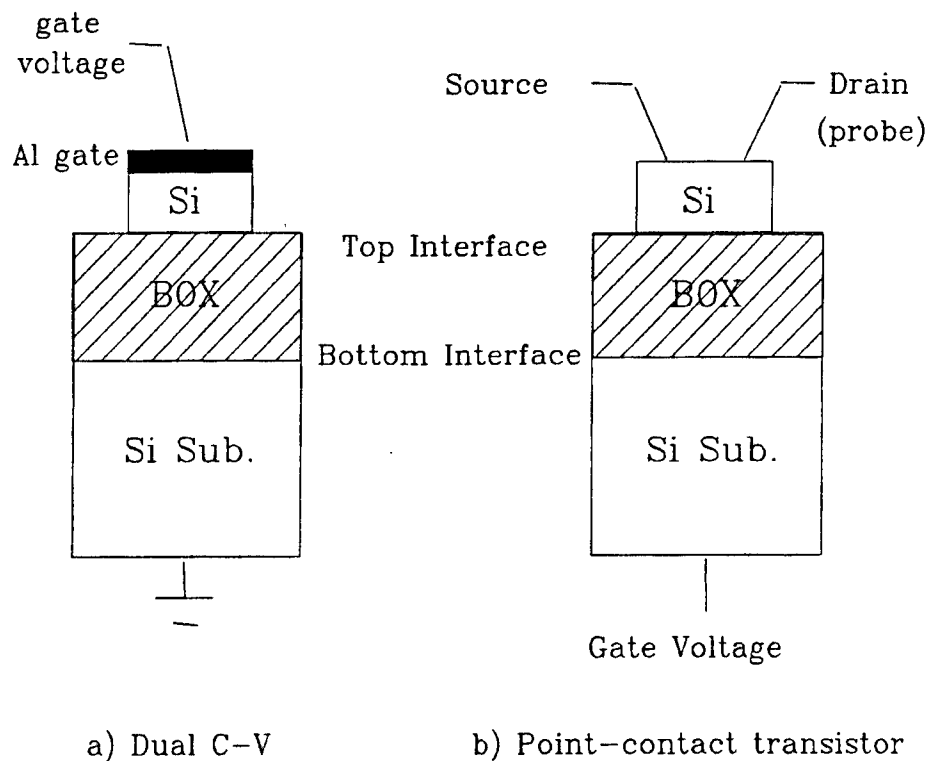 gate
voltage
Al gate
Si
BOX
Si Sub.
Top Interface
Bottom Interface
Source
Drain
(probe)
Si
BOX
Si Sub.
Gate Voltage
a) Dual C-V
b) Point-contact transistor